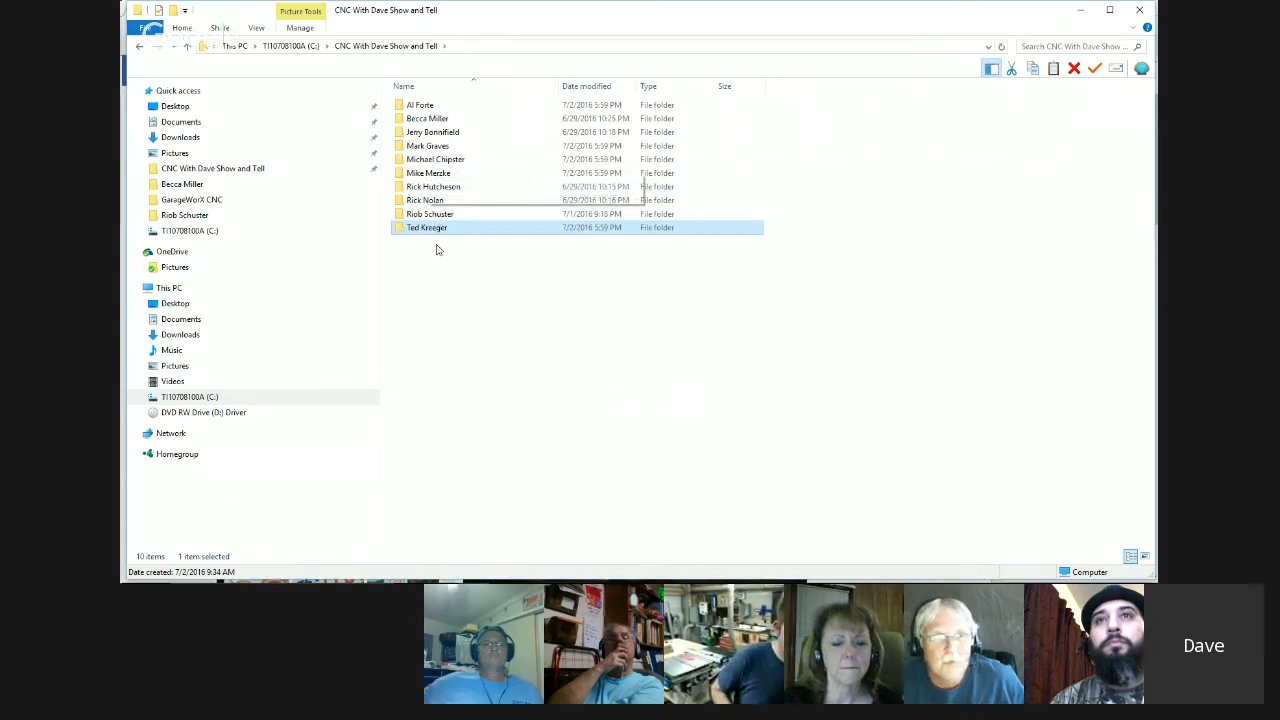 Picture Tools CNC With Dave Show and Tell
File Home Share View Manage
This PC TI10708100A (C:) CNC With Dave Show and Tell Search CNC With Dave Show ...
Name Date modified Type Size
Quick access
Desktop
Documents
Downloads
Pictures
CNC With Dave Show and Tell
Becca Miller
GarageWorX CNC
Riob Schuster
TI10708100A (C:)
OneDrive
Pictures
This PC
Desktop
Documents
Downloads
Music
Pictures
Videos
TI10708100A (C:)
DVD RW Drive (D:) Driver
Network
Homegroup
Al Forte 7/2/2016 5:59 PM File folder
Becca Miller 6/29/2016 10:25 PM File folder
Jerry Bonnifield 6/29/2016 10:18 PM File folder
Mark Graves 7/2/2016 5:59 PM File folder
Michael Chipster 7/2/2016 5:59 PM File folder
Mike Merzke 7/2/2016 5:59 PM File folder
Rick Hutcheson 6/29/2016 10:15 PM File folder
Rick Nolan 6/29/2016 10:16 PM File folder
Riob Schuster 7/1/2016 9:18 PM File folder
Ted Kreeger 7/2/2016 5:59 PM File folder
10 items 1 item selected
Date created: 7/2/2016 9:34 AM Computer
Dave